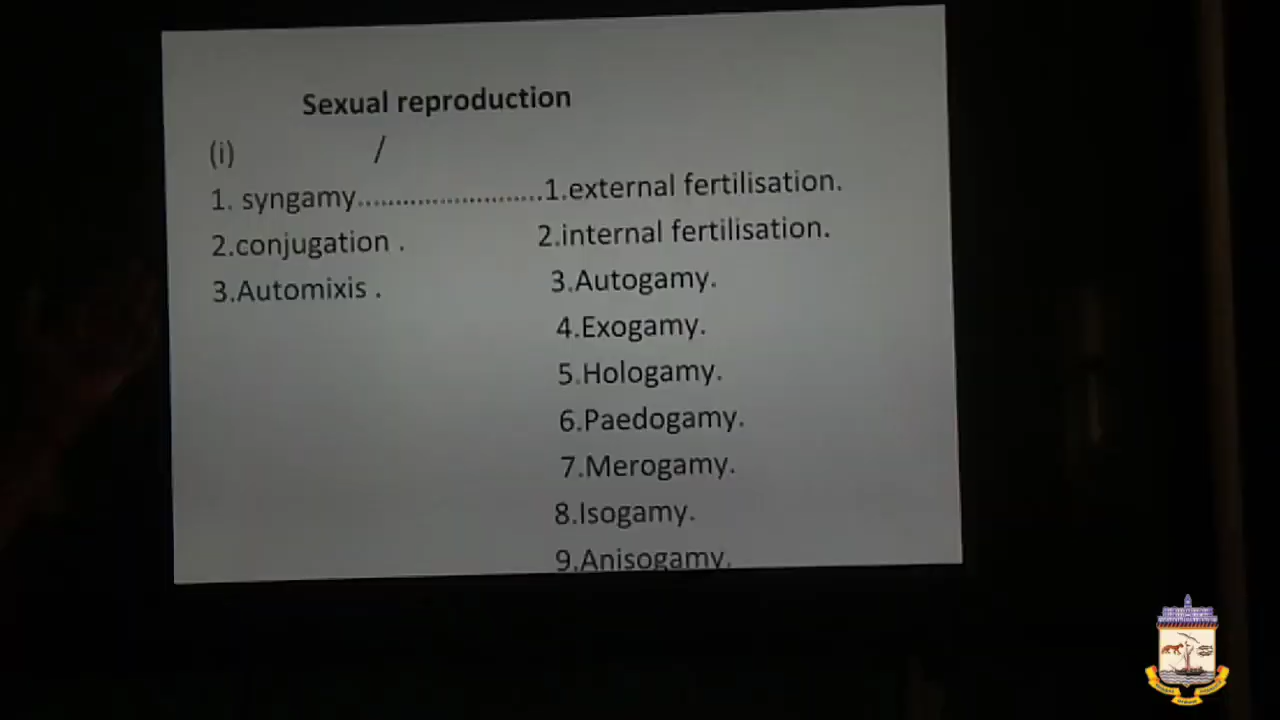 Sexual reproduction
(i) /
1. syngamy........................1.external fertilisation.
2.conjugation . 2.internal fertilisation.
3.Automixis . 3.Autogamy.
4.Exogamy.
5.Hologamy.
6.Paedogamy.
7.Merogamy.
8.Isogamy.
9.Anisogamy.